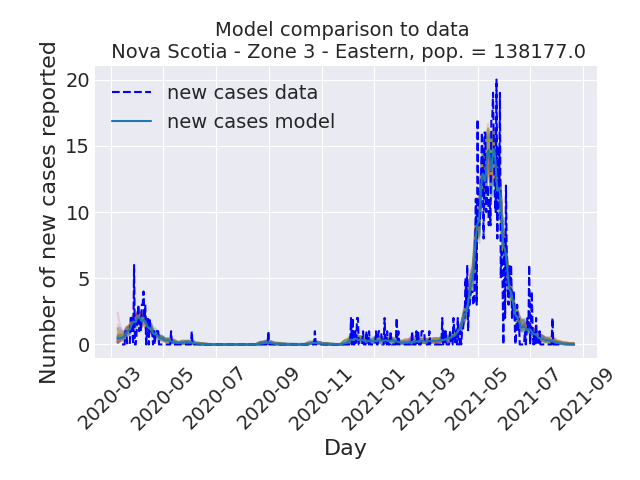 Model comparison to data
Nova Scotia - Zone 3 - Eastern, pop. = 138177.0
Number of new cases reported
20
15
10
5
0
new cases data
new cases model
2020-03
2020-05
2020-07
2020-09
2020-11
2021-01
2021-03
2021-05
2021-07
2021-09
Day